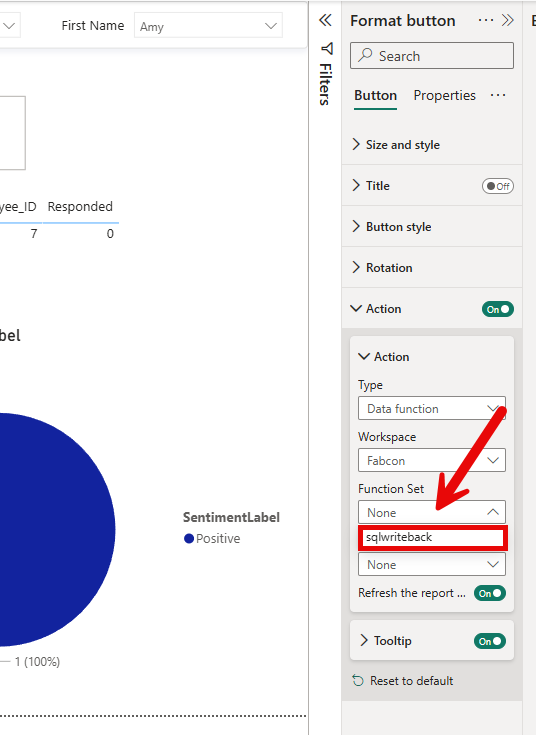 First Name
Amy
yee_ID
Responded
7
0
bel
SentimentLabel
Positive
1 (100%)
Filters
Format button
Search
Button
Properties
Size and style
Title
Off
Button style
Rotation
Action
On
Action
Type
Data function
Workspace
Fabcon
Function Set
None
sqlwriteback
None
Refresh the report ...
On
Tooltip
On
Reset to default